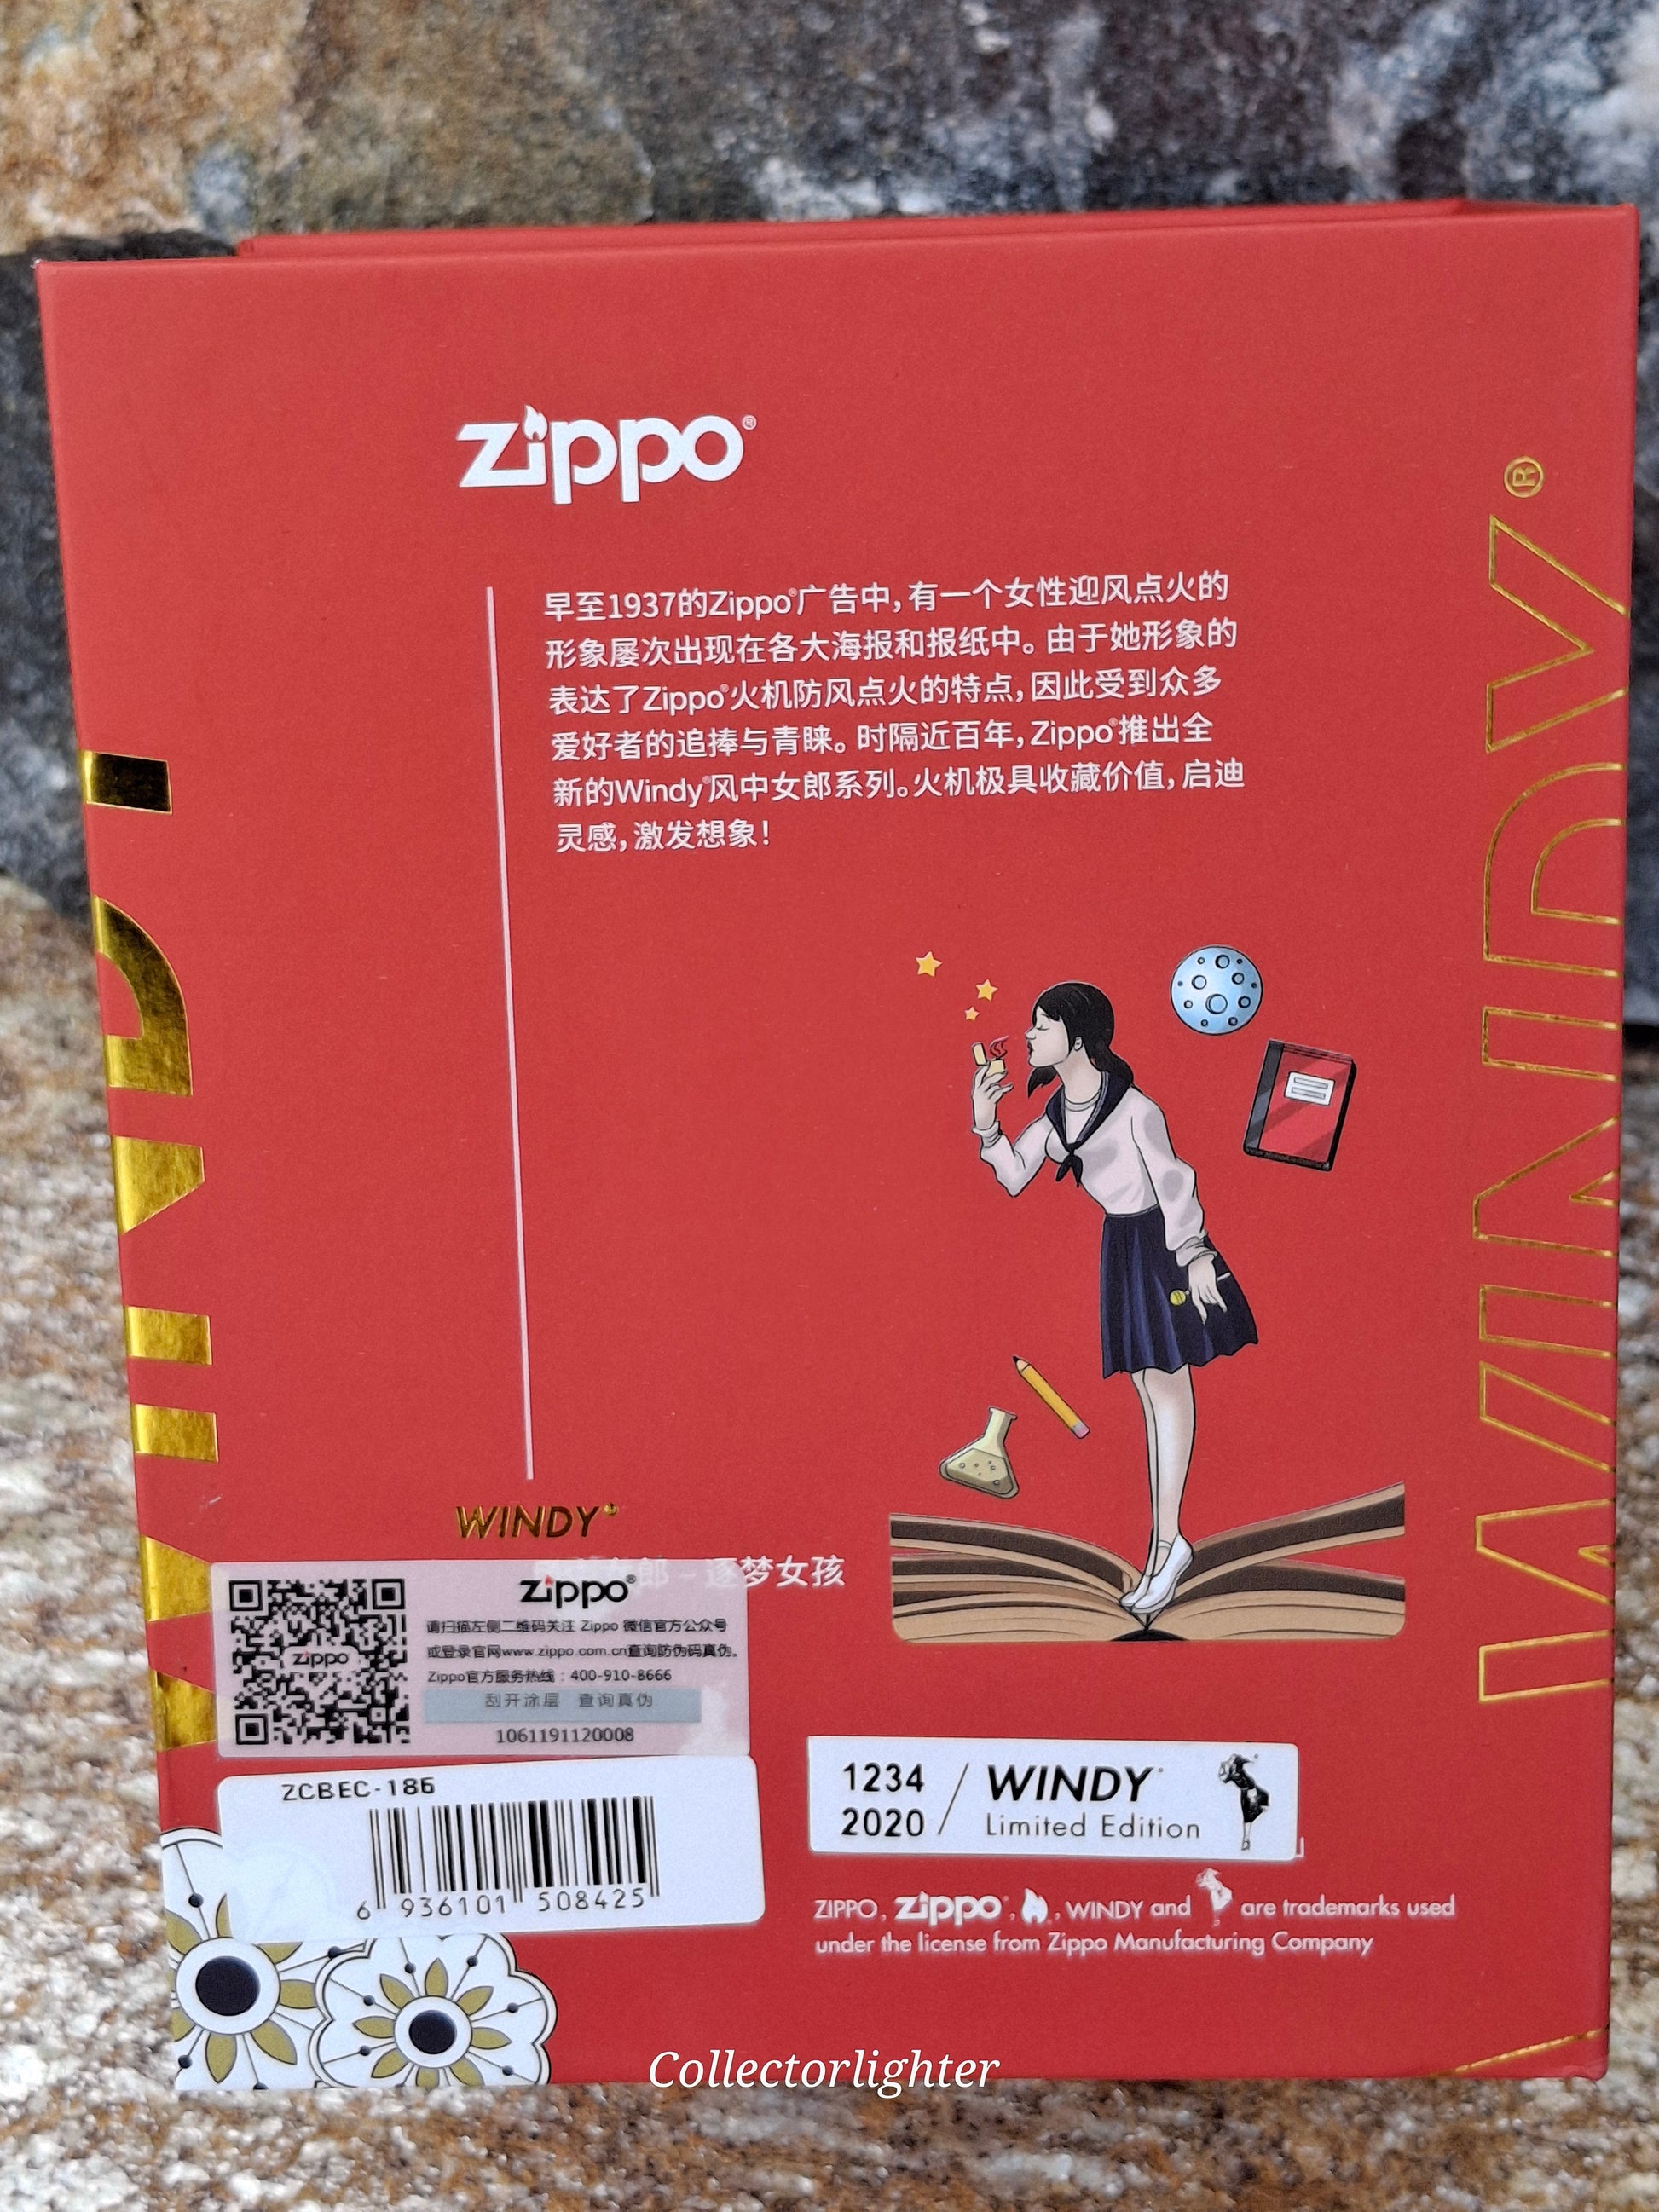 zippo®
早至1937的Zippo®广告中，有一个女性迎风点火的
形象屡次出现在各大海报和报纸中。由于她形象的
表达了Zippo®火机防风点火的特点，因此受到众多
爱好者的追捧与青睐。时隔近百年，Zippo®推出全
新的Windy®风中女郎系列。火机极具收藏价值，启迪
灵感，激发想象！
WINDY®
WINDY
郎 – 逐梦女孩
zippo®
请扫描左侧二维码关注 Zippo 微信官方公众号
或登录官网www.zippo.com.cn查询防伪码真伪。
Zippo官方服务热线：400-910-8666
刮开涂层 查询真伪
1061191120008
zippo
ZCBEC-186
6 936101 508425
1234
2020 / WINDY
Limited Edition
ZIPPO, zippo®, WINDY and are trademarks used
under the license from Zippo Manufacturing Company
Collectorlighter